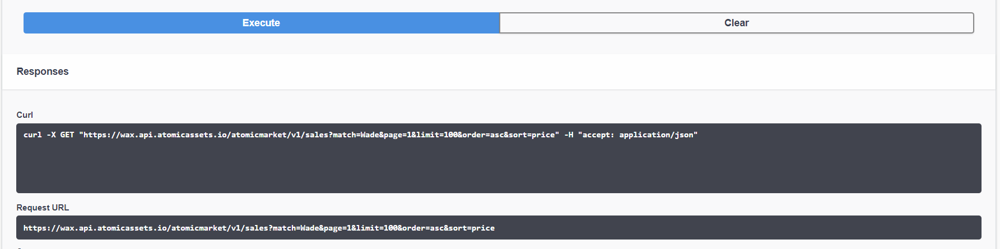 Execute
Clear
Responses
Curl
curl -X GET "https://wax.api.atomicassets.io/atomicmarket/v1/sales?match=Wade&page=1&limit=100&order=asc&sort=price" -H "accept: application/json"
Request URL
https://wax.api.atomicassets.io/atomicmarket/v1/sales?match=Wade&page=1&limit=100&order=asc&sort=price